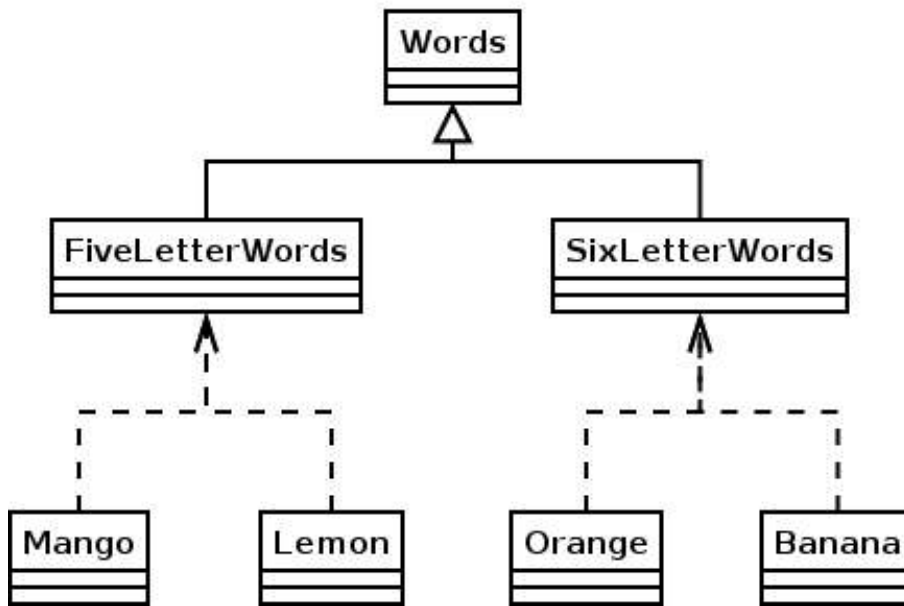 Words
FiveLetterWords
SixLetterWords
Mango
Lemon
Orange
Banana